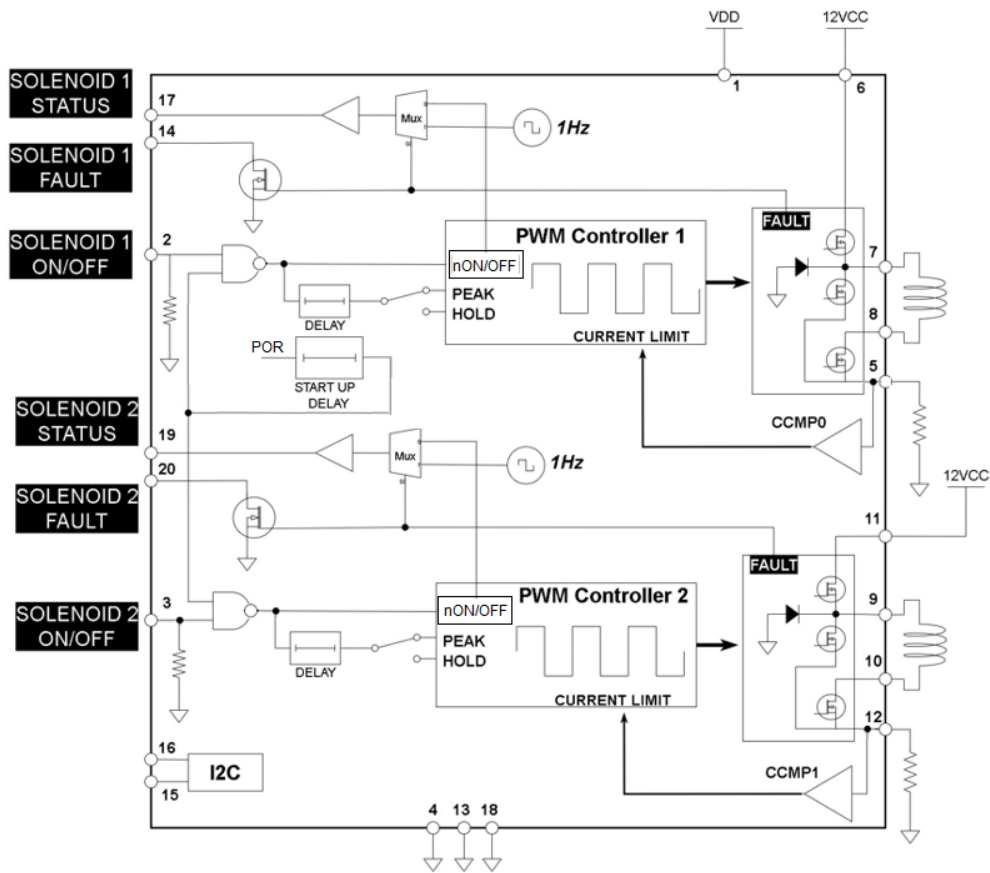 VDD
12VCC
1
6
SOLENOID 1
STATUS
17
Mux
1Hz
14
SOLENOID 1
FAULT
FAULT
SOLENOID 1
ON/OFF
2
PWM Controller 1
nON/OFF
PEAK
HOLD
CURRENT LIMIT
DELAY
7
8
5
POR
START UP
DELAY
CCMP0
SOLENOID 2
STATUS
19
Mux
1Hz
20
12VCC
11
SOLENOID 2
FAULT
FAULT
SOLENOID 2
ON/OFF
3
PWM Controller 2
nON/OFF
PEAK
HOLD
CURRENT LIMIT
DELAY
9
10
12
16
15
I2C
CCMP1
4
13
18